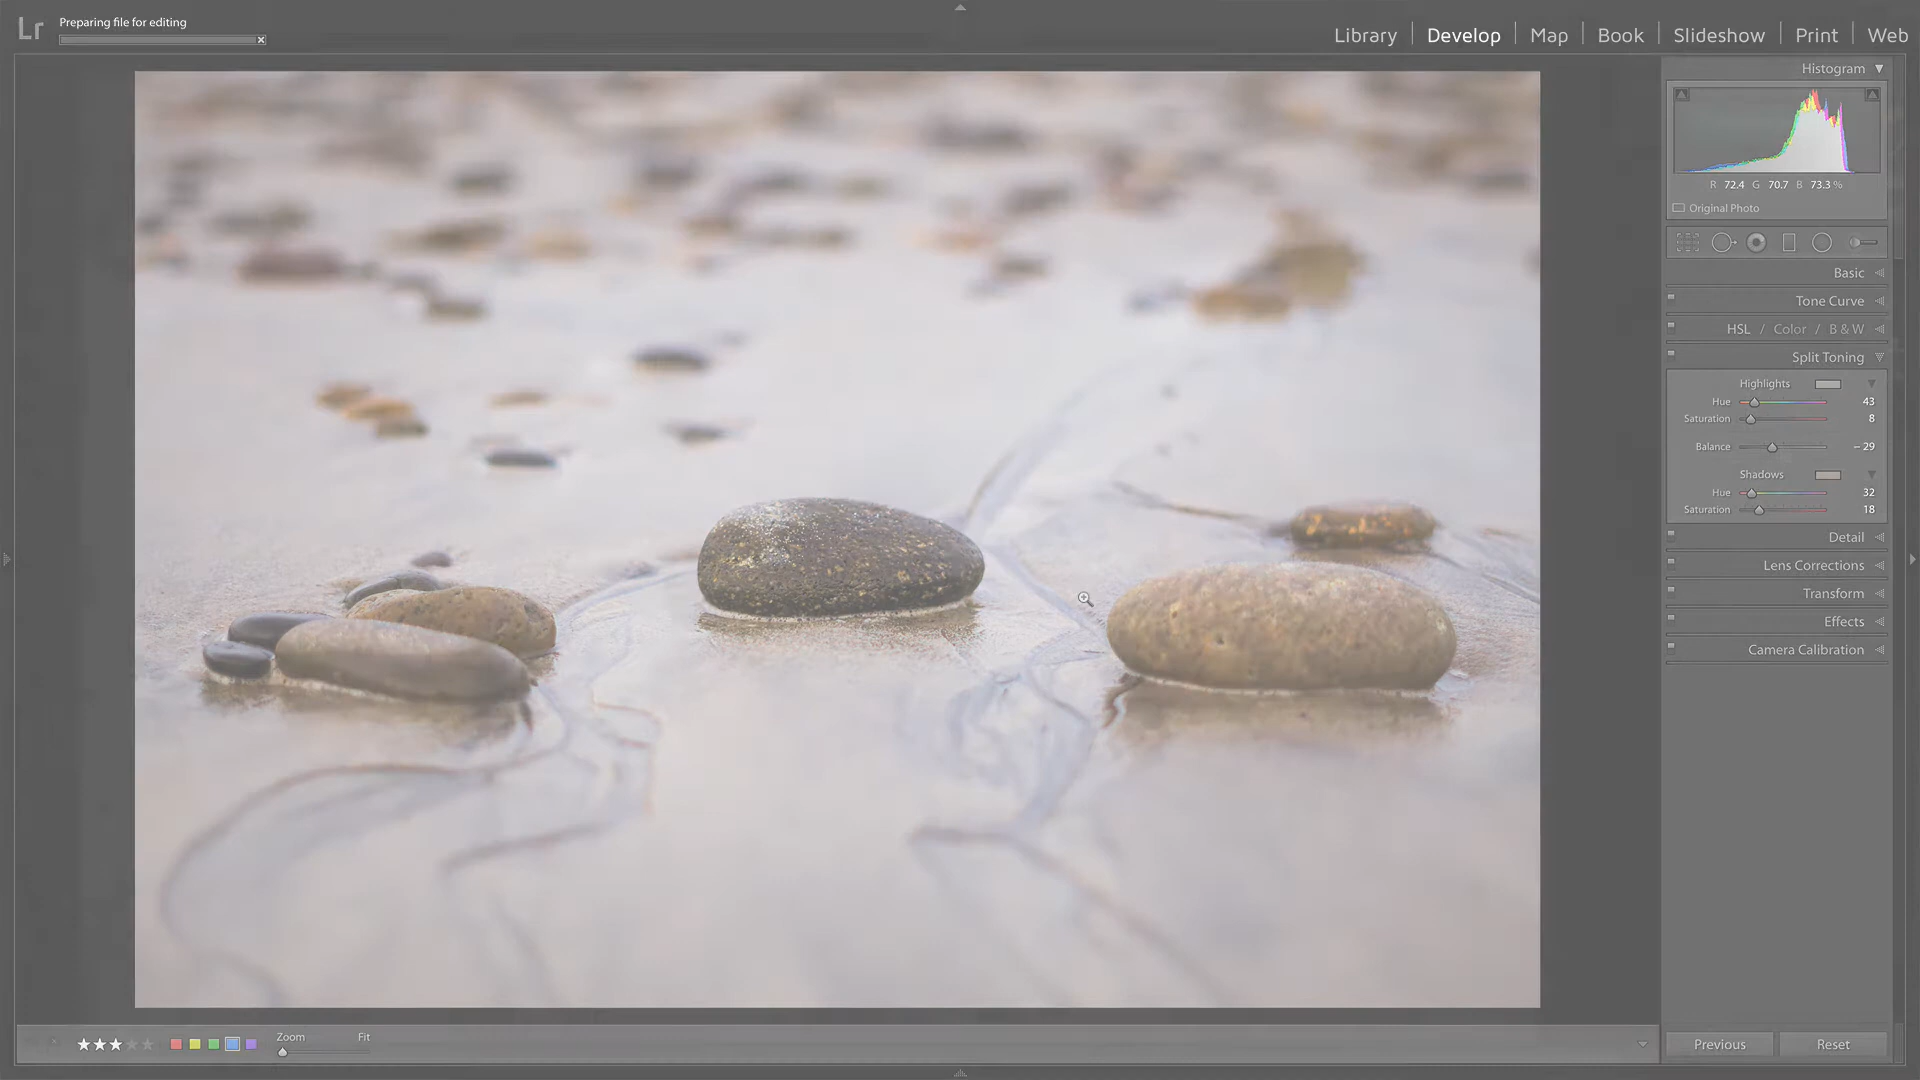 Lr Preparing file for editing
Library Develop Map Book Slideshow Print Web
Histogram
R 72.4 G 70.7 B 73.3 %
Original Photo
Basic
Tone Curve
HSL / Color / B & W
Split Toning
Highlights
Hue 43
Saturation 8
Balance – 29
Shadows
Hue 32
Saturation 18
Detail
Lens Corrections
Transform
Effects
Camera Calibration
Zoom Fit
Previous Reset